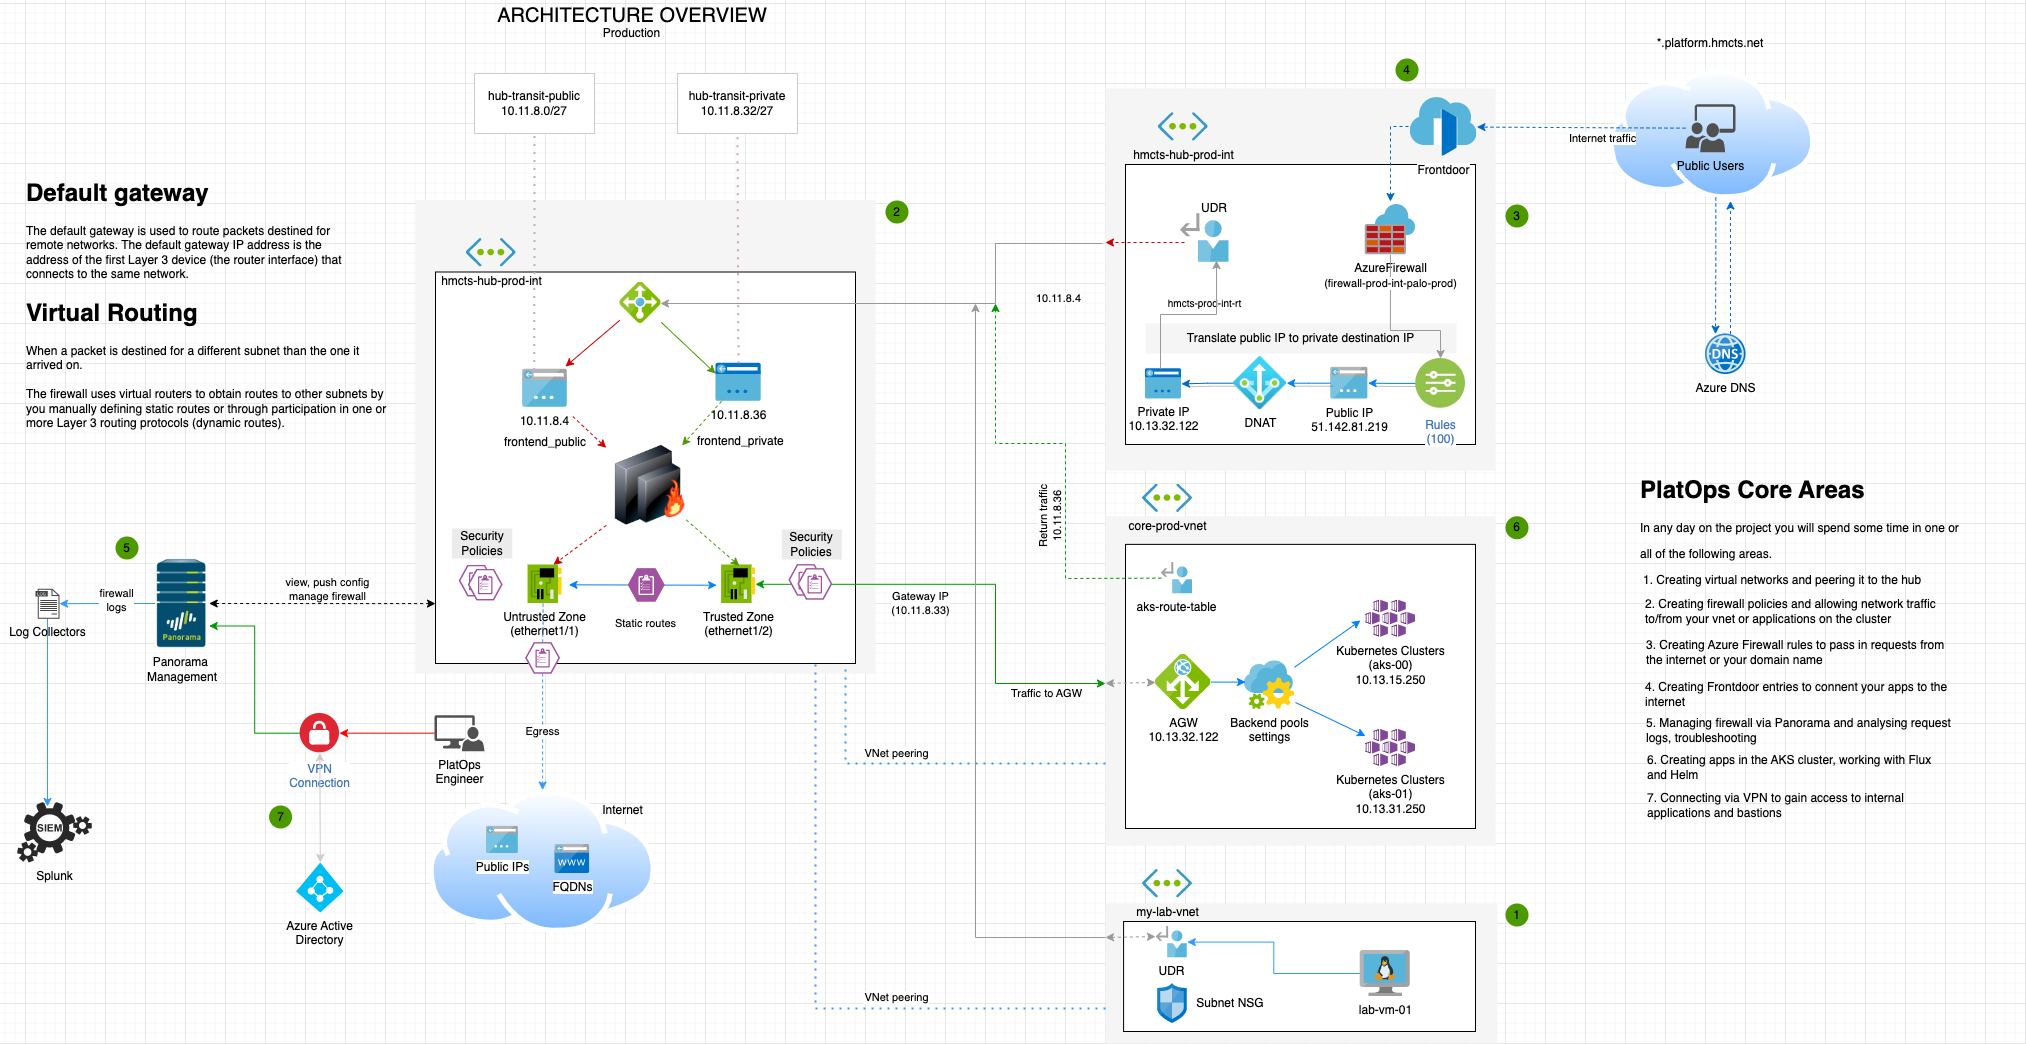 ARCHITECTURE OVERVIEW
Production
*.platform.hmcts.net
4
hub-transit-public
10.11.8.0/27
hub-transit-private
10.11.8.32/27
hmcts-hub-prod-int
Frontdoor
Internet traffic
Public Users
Default gateway
The default gateway is used to route packets destined for
remote networks. The default gateway IP address is the
address of the first Layer 3 device (the router interface) that
connects to the same network.
Virtual Routing
When a packet is destined for a different subnet than the one it
arrived on.
The firewall uses virtual routers to obtain routes to other subnets by
you manually defining static routes or through participation in one or
more Layer 3 routing protocols (dynamic routes).
2
hmcts-hub-prod-int
10.11.8.4
frontend_public
10.11.8.36
frontend_private
Security
Policies
Security
Policies
Untrusted Zone
(ethernet1/1)
Static routes
Trusted Zone
(ethernet1/2)
10.11.8.4
Return traffic
10.11.8.36
Gateway IP
(10.11.8.33)
Traffic to AGW
VNet peering
VNet peering
3
UDR
AzureFirewall
(firewall-prod-int-palo-prod)
hmcts-prod-int-rt
Translate public IP to private destination IP
Private IP
10.13.32.122
DNAT
Public IP
51.142.81.219
Rules
(100)
DNS
Azure DNS
core-prod-vnet
6
aks-route-table
AGW
10.13.32.122
Backend pools
settings
Kubernetes Clusters
(aks-00)
10.13.15.250
Kubernetes Clusters
(aks-01)
10.13.31.250
my-lab-vnet
1
UDR
Subnet NSG
lab-vm-01
5
firewall
logs
Log Collectors
Panorama
Panorama
Management
view, push config
manage firewall
VPN
Connection
PlatOps
Engineer
7
Azure Active
Directory
SIEM
Splunk
Egress
Internet
Public IPs
WWW
FQDNs
PlatOps Core Areas
In any day on the project you will spend some time in one or
all of the following areas.
1. Creating virtual networks and peering it to the hub
2. Creating firewall policies and allowing network traffic
to/from your vnet or applications on the cluster
3. Creating Azure Firewall rules to pass in requests from
the internet or your domain name
4. Creating Frontdoor entries to connent your apps to the
internet
5. Managing firewall via Panorama and analysing request
logs, troubleshooting
6. Creating apps in the AKS cluster, working with Flux
and Helm
7. Connecting via VPN to gain access to internal
applications and bastions